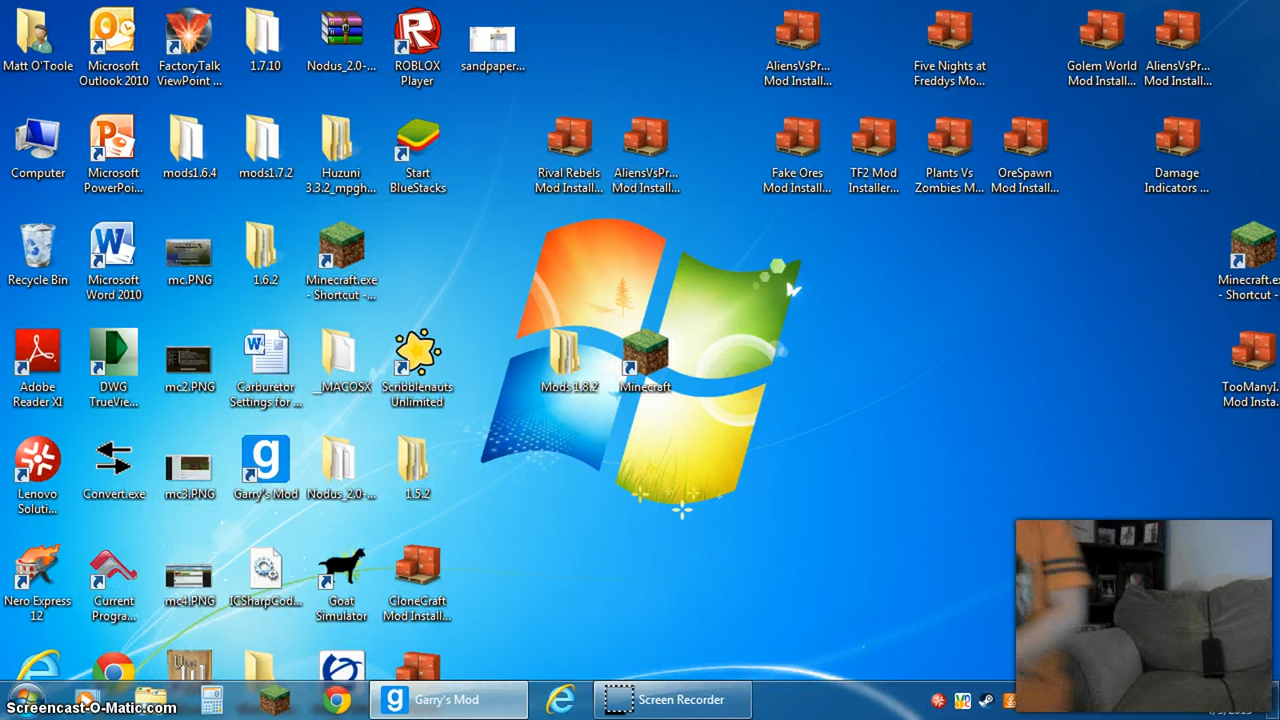 Matt O'Toole
Microsoft
Outlook 2010
FactoryTalk
ViewPoint ...
1.7.10
Nodus_2.0-...
ROBLOX
Player
sandpaper...
AliensVsPr...
Mod Install...
Five Nights at
Freddys Mo...
Golem World
Mod Install...
AliensVsPr...
Mod Install...
Computer
Microsoft
PowerPoi...
mods1.6.4
mods1.7.2
Huzuni
3.3.2_mpgh...
Start
BlueStacks
Rival Rebels
Mod Install...
AliensVsPr...
Mod Install...
Fake Ores
Mod Install...
TF2 Mod
Installer...
Plants Vs
Zombies M...
OreSpawn
Mod Install...
Damage
Indicators ...
Recycle Bin
Microsoft
Word 2010
mc.PNG
1.6.2
Minecraft.exe
- Shortcut -...
Minecraft.ex
- Shortcut -...
Adobe
Reader XI
DWG
TrueVie...
mc2.PNG
Carburetor
Settings for ...
__MACOSX
Scribblenauts
Unlimited
Mods 1.8.2
Minecraft
TooManyI.
Mod Insta.
Lenovo
Soluti...
Convert.exe
mc3.PNG
Garry's Mod
Nodus_2.0-...
1.5.2
Nero Express
12
Current
Progra...
mc4.PNG
ICSharpCod...
Goat
Simulator
CloneCraft
Mod Install...
Garry's Mod
Screen Recorder
Screencast-O-Matic.com